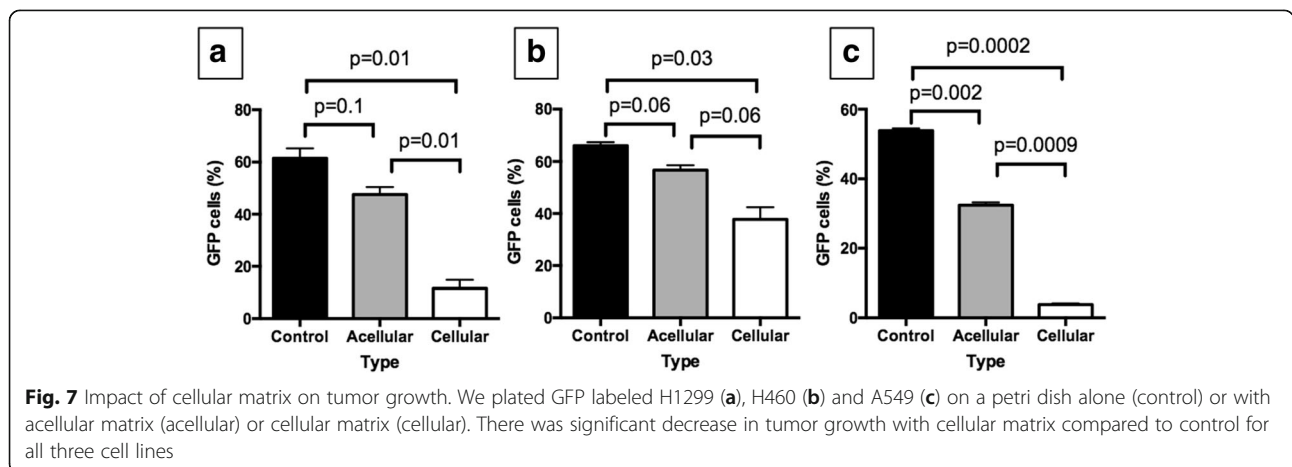 a
p=0.01
p=0.1
p=0.01
GFP cells (%)
80
60
40
20
0
Control Acellular Cellular
Type
b
p=0.03
p=0.06
p=0.06
GFP cells (%)
80
60
40
20
0
Control Acellular Cellular
Type
c
p=0.0002
p=0.002
p=0.0009
GFP cells (%)
60
40
20
0
Control Acellular Cellular
Type
Fig. 7 Impact of cellular matrix on tumor growth. We plated GFP labeled H1299 (a), H460 (b) and A549 (c) on a petri dish alone (control) or with
acellular matrix (acellular) or cellular matrix (cellular). There was significant decrease in tumor growth with cellular matrix compared to control for
all three cell lines